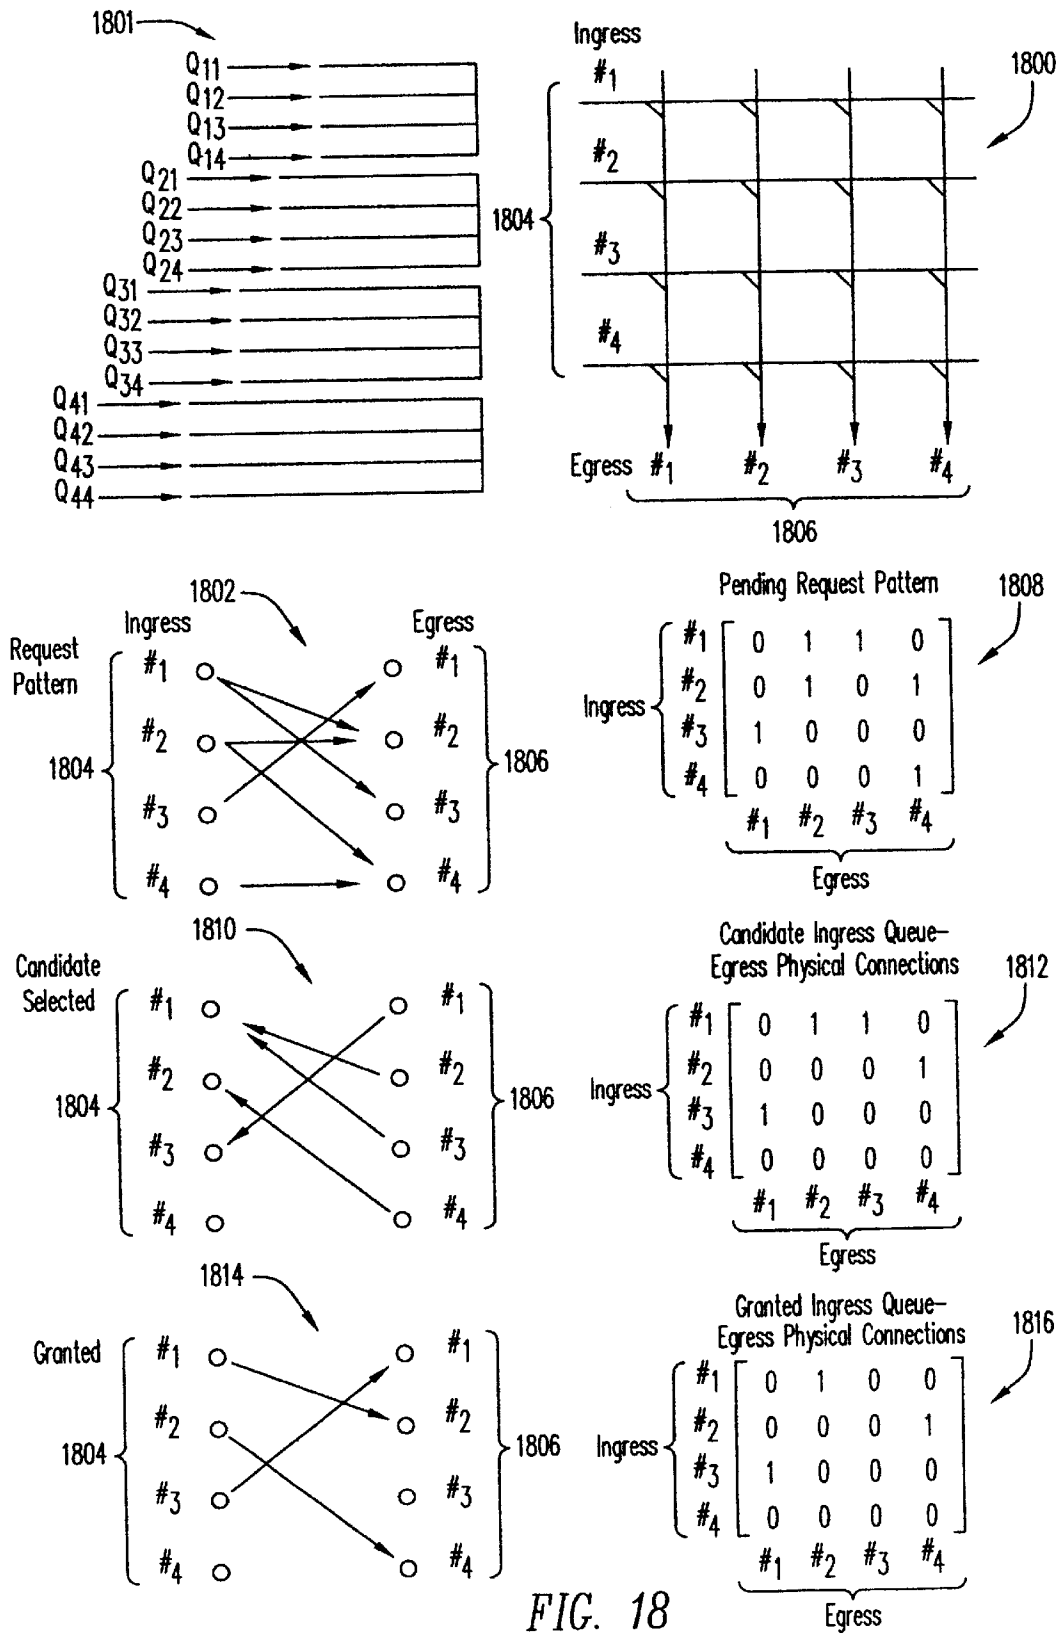 1801
Q11
Q12
Q13
Q14
Q21
Q22
Q23
Q24
Q31
Q32
Q33
Q34
Q41
Q42
Q43
Q44
Ingress
#1
#2
#3
#4
1804
1800
Egress #1 #2 #3 #4
1806
1802
Ingress Egress
Request
Pattern
#1 #1
#2 #2
#3 #3
#4 #4
1804 1806
Pending Request Pattern
1808
Ingress
#1 0 1 1 0
#2 0 1 0 1
#3 1 0 0 0
#4 0 0 0 1
#1 #2 #3 #4
Egress
1810
Candidate
Selected
#1 #1
#2 #2
#3 #3
#4 #4
1804 1806
Candidate Ingress Queue-
Egress Physical Connections
1812
Ingress
#1 0 1 1 0
#2 0 0 0 1
#3 1 0 0 0
#4 0 0 0 0
#1 #2 #3 #4
Egress
1814
Granted
#1 #1
#2 #2
#3 #3
#4 #4
1804 1806
Granted Ingress Queue-
Egress Physical Connections
1816
Ingress
#1 0 1 0 0
#2 0 0 0 1
#3 1 0 0 0
#4 0 0 0 0
#1 #2 #3 #4
Egress
FIG. 18